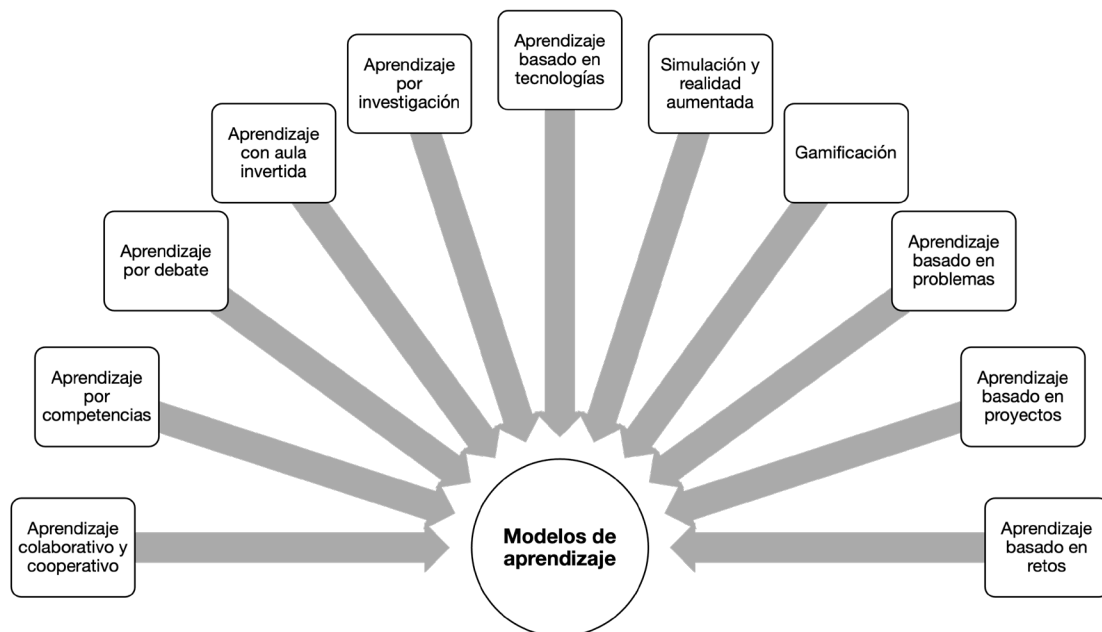 Aprendizaje
colaborativo y
cooperativo
Aprendizaje
por
competencias
Aprendizaje
por debate
Aprendizaje
con aula
invertida
Aprendizaje
por
investigación
Aprendizaje
basado en
tecnologías
Simulación y
realidad
aumentada
Gamificación
Aprendizaje
basado en
problemas
Aprendizaje
basado en
proyectos
Aprendizaje
basado en
retos
Modelos de
aprendizaje